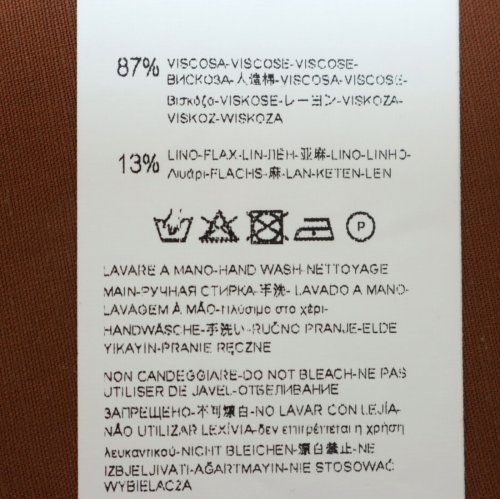 87% VISCOSA-VISCOSE-VISCOSE-
ВИСКОЗА-人造棉-VISCOSA-VISCOSE-
Βισκόζα-VISKOSE-レーヨン-VISKOZA-
VISKOZ-WISKOZA
13% LINO-FLAX-LIN-ЛЁН-亚麻-LINO-LINHO-
Λινάρι-FLACHS-麻-LAN-KETEN-LEN
P
LAVARE A MANO-HAND WASH-NETTOYAGE
MAIN-РУЧНАЯ СТИРКА-手洗- LAVADO A MANO-
LAVAGEM À MÃO-πλύσιμο στο χέρι-
HANDWÄSCHE-手洗い-RUČNO PRANJE-ELDE
YIKAYIN-PRANIE RĘCZNE
NON CANDEGGIARE-DO NOT BLEACH-NE PAS
UTILISER DE JAVEL-ОТБЕЛИВАНИЕ
ЗАПРЕЩЕНО-不可漂白-NO LAVAR CON LEJÍA-
NÃO UTILIZAR LEXÍVIA-δεν επιτρέπεται η χρήση
λευκαντικού-NICHT BLEICHEN-漂白禁止-NE
IZBJELJIVATI-AĞARTMAYIN-NIE STOSOWAĆ
WYBIELACZA